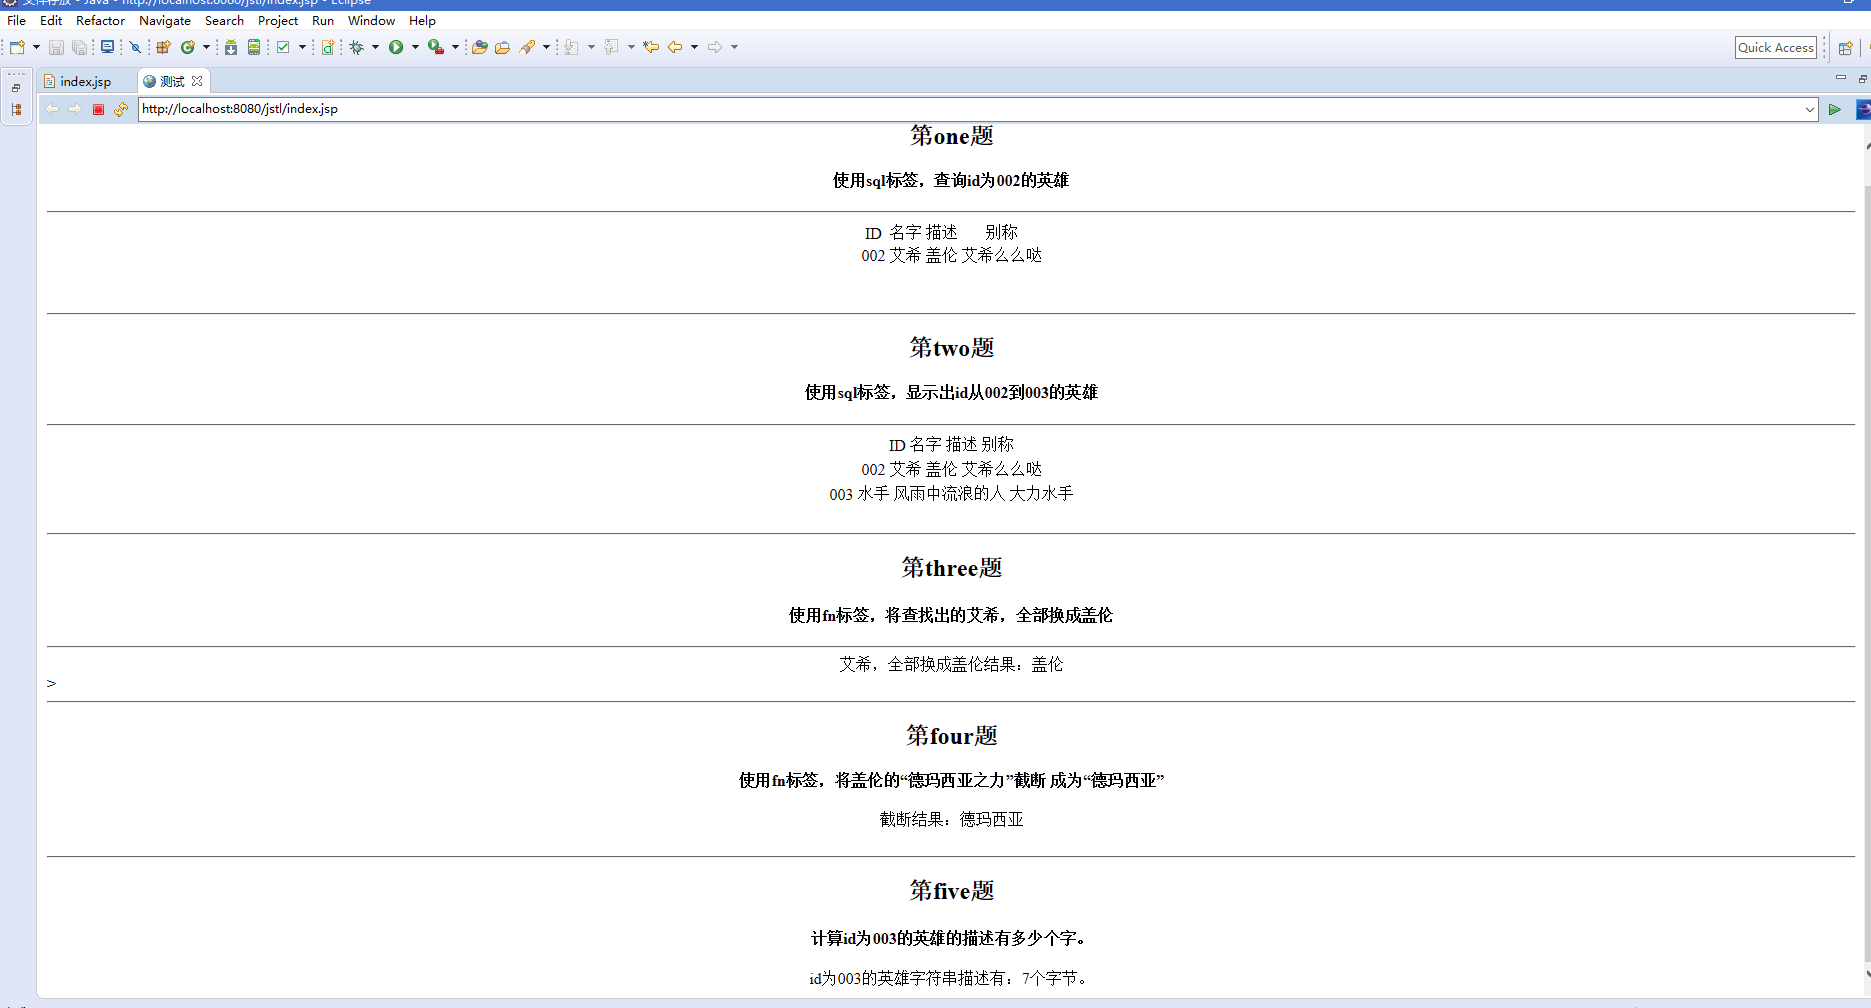 文件存放 - Java - http://localhost:8080/jstl/index.jsp - Eclipse
File Edit Refactor Navigate Search Project Run Window Help
Quick Access
index.jsp 测试
http://localhost:8080/jstl/index.jsp
第one题
使用sql标签，查询id为002的英雄
ID 名字 描述 别称
002 艾希 盖伦 艾希么么哒
第two题
使用sql标签，显示出id从002到003的英雄
ID 名字 描述 别称
002 艾希 盖伦 艾希么么哒
003 水手 风雨中流浪的人 大力水手
第three题
使用fn标签，将查找出的艾希，全部换成盖伦
艾希，全部换成盖伦结果：盖伦
>
第four题
使用fn标签，将盖伦的“德玛西亚之力”截断 成为“德玛西亚”
截断结果：德玛西亚
第five题
计算id为003的英雄的描述有多少个字。
id为003的英雄字符串描述有：7个字节。